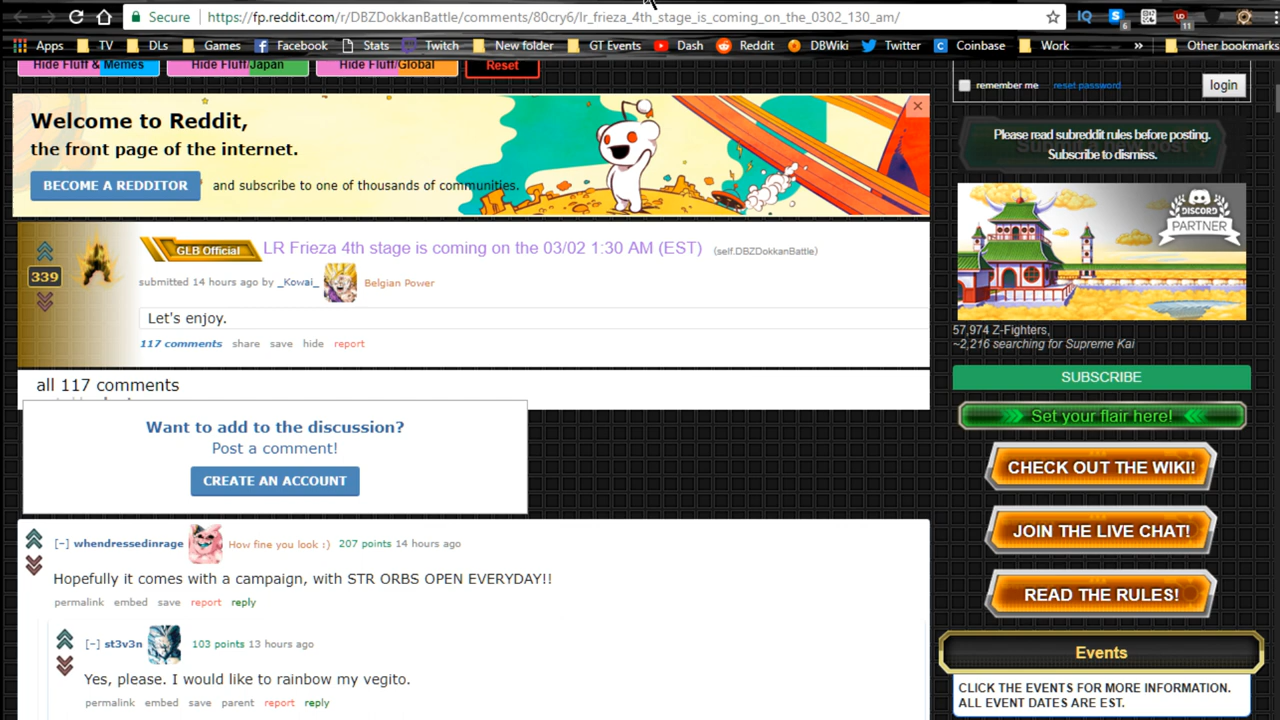 Secure https://fp.reddit.com/r/DBZDokkanBattle/comments/80cry6/lr_frieza_4th_stage_is_coming_on_the_0302_130_am/
IQ 6 11
Apps TV DLs Games Facebook Stats Twitch New folder GT Events Dash Reddit DBWiki Twitter Coinbase Work » Other bookmarks
Hide Fluff & Memes Hide Fluff/Japan Hide Fluff/Global Reset
remember me reset password login
Welcome to Reddit,
the front page of the internet.
BECOME A REDDITOR and subscribe to one of thousands of communities.
Please read subreddit rules before posting.
Subscribe to dismiss.
DISCORD
PARTNER
339
GLB Official LR Frieza 4th stage is coming on the 03/02 1:30 AM (EST) (self.DBZDokkanBattle)
submitted 14 hours ago by _Kowai_ Belgian Power
Let's enjoy.
117 comments share save hide report
57,974 Z-Fighters,
~2,216 searching for Supreme Kai
SUBSCRIBE
Set your flair here!
CHECK OUT THE WIKI!
JOIN THE LIVE CHAT!
READ THE RULES!
Events
CLICK THE EVENTS FOR MORE INFORMATION.
ALL EVENT DATES ARE EST.
all 117 comments
Want to add to the discussion?
Post a comment!
CREATE AN ACCOUNT
[–] whendressedinrage How fine you look :) 207 points 14 hours ago
Hopefully it comes with a campaign, with STR ORBS OPEN EVERYDAY!!
permalink embed save report reply
[–] st3v3n 103 points 13 hours ago
Yes, please. I would like to rainbow my vegito.
permalink embed save parent report reply